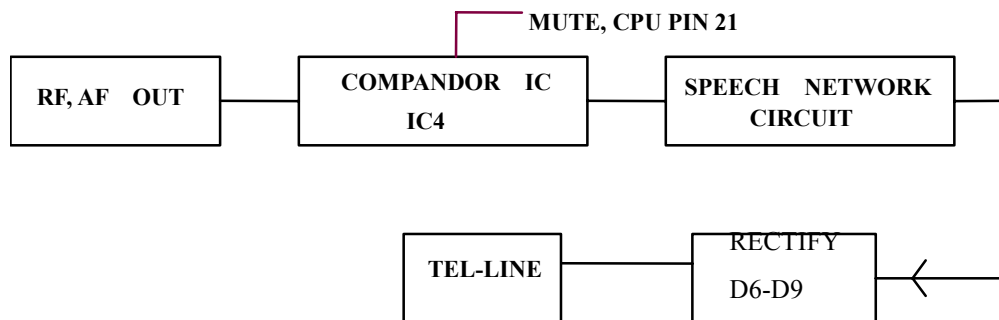 MUTE, CPU PIN 21
RF, AF OUT
COMPANDOR IC
IC4
SPEECH NETWORK
CIRCUIT
TEL-LINE
RECTIFY
D6-D9